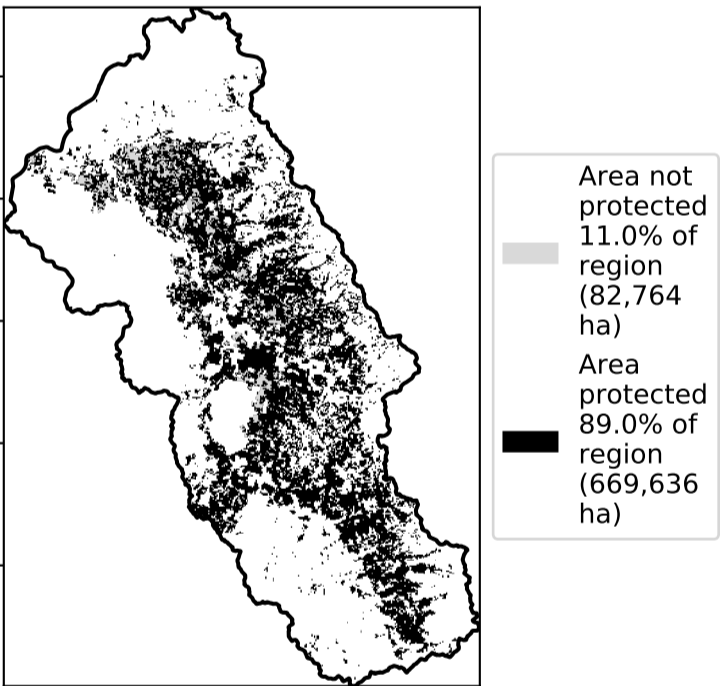 Area not
protected
11.0% of
region
(82,764
ha)
Area
protected
89.0% of
region
(669,636
ha)